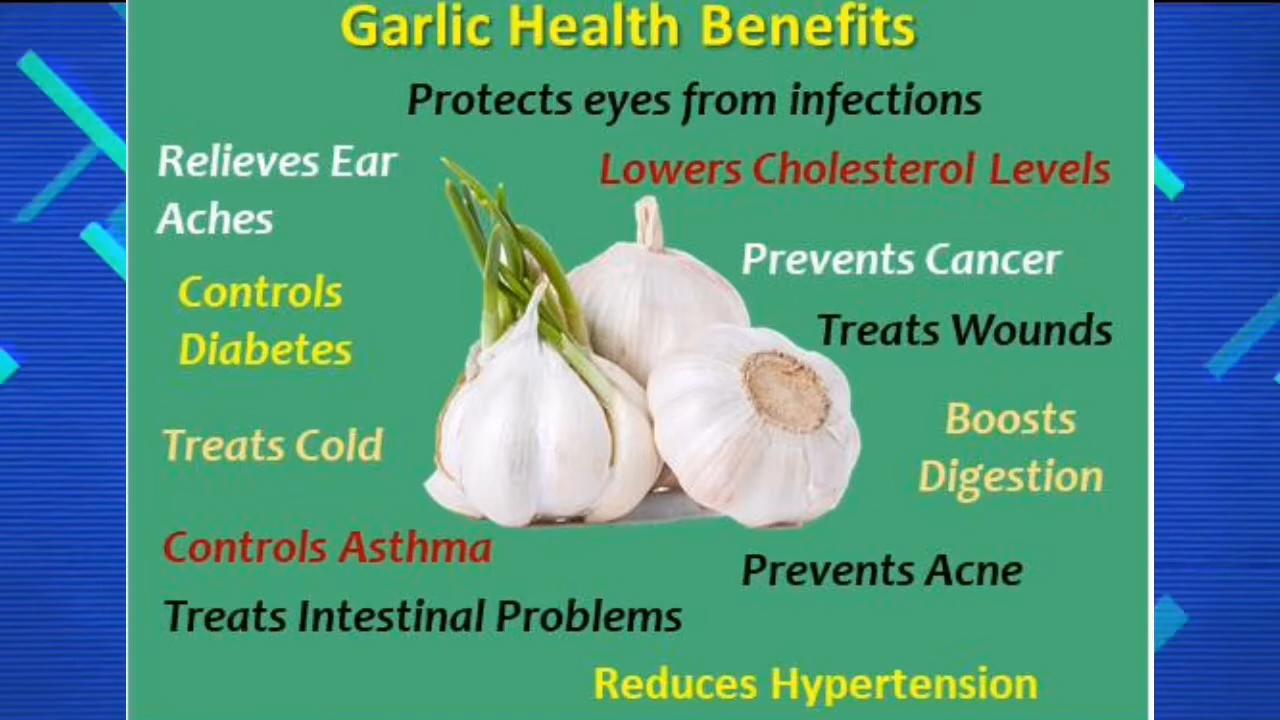 Garlic Health Benefits
Protects eyes from infections
Relieves Ear
Aches
Lowers Cholesterol Levels
Prevents Cancer
Controls
Diabetes
Treats Wounds
Treats Cold
Boosts
Digestion
Controls Asthma
Prevents Acne
Treats Intestinal Problems
Reduces Hypertension